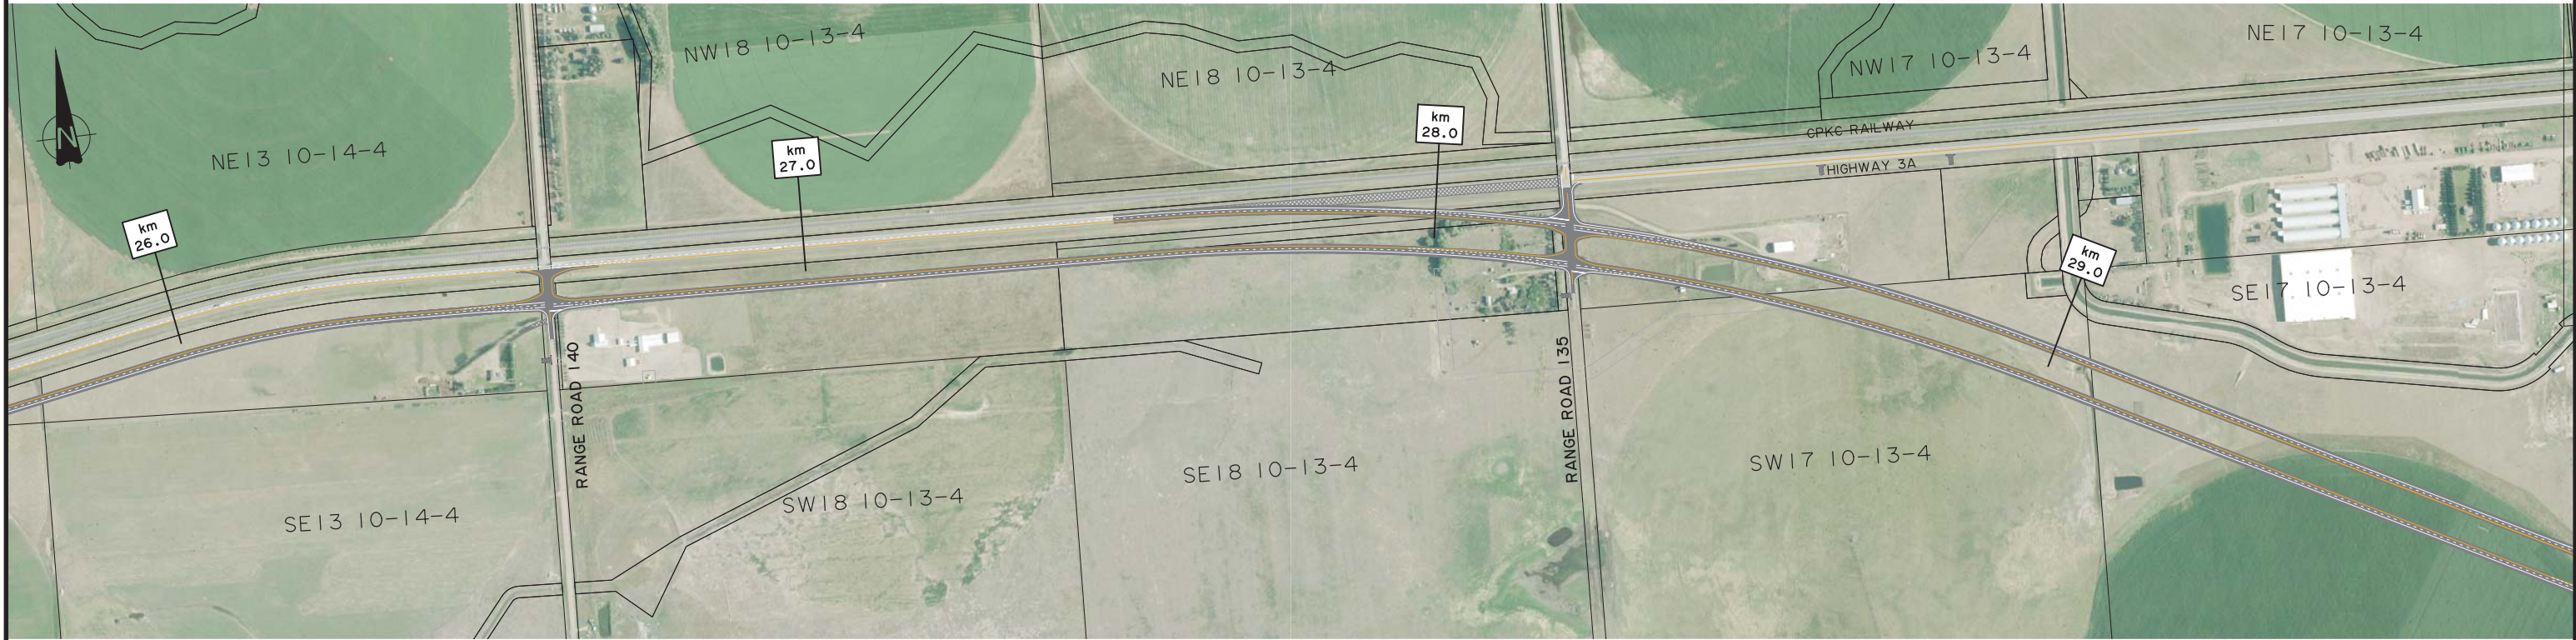 NW18 10-13-4
NE18 10-13-4
NW17 10-13-4
NE17 10-13-4
N
NE13 10-14-4
km
26.0
km
27.0
km
28.0
CPKC RAILWAY
HIGHWAY 3A
km
29.0
SE17 10-13-4
RANGE ROAD 140
RANGE ROAD 135
SE13 10-14-4
SW18 10-13-4
SE18 10-13-4
SW17 10-13-4